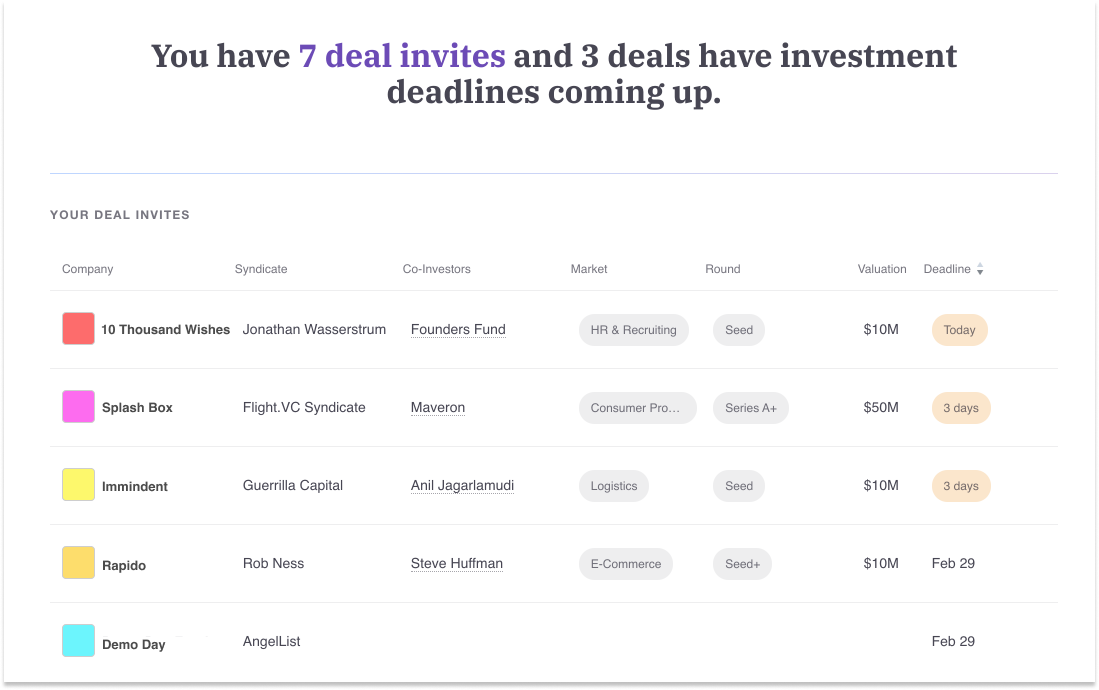 You have 7 deal invites and 3 deals have investment
deadlines coming up.
YOUR DEAL INVITES
Company Syndicate Co-Investors Market Round Valuation Deadline
10 Thousand Wishes Jonathan Wasserstrum Founders Fund HR & Recruiting Seed $10M Today
Splash Box Flight.VC Syndicate Maveron Consumer Pro... Series A+ $50M 3 days
Immindent Guerrilla Capital Anil Jagarlamudi Logistics Seed $10M 3 days
Rapido Rob Ness Steve Huffman E-Commerce Seed+ $10M Feb 29
Demo Day AngelList Feb 29